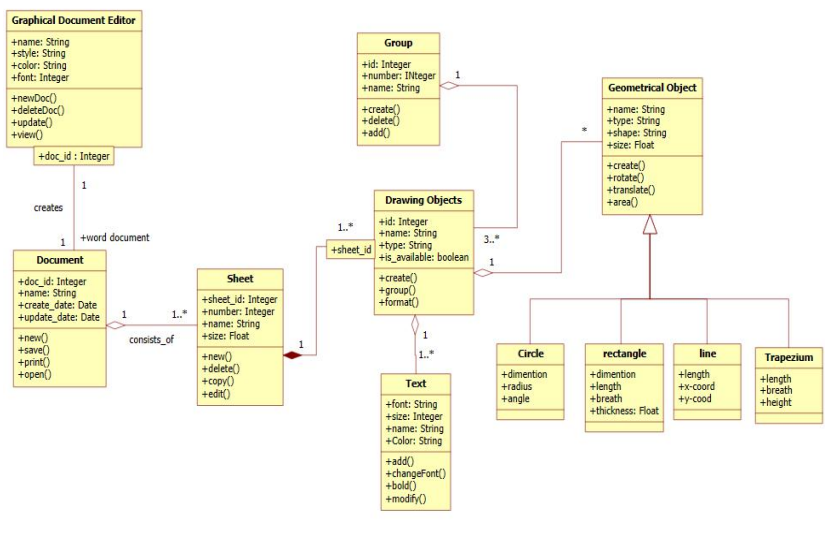 Graphical Document Editor
+name: String
+style: String
+color: String
+font: Integer
+newDoc()
+deleteDoc()
+update()
+view()
+doc_id : Integer
1
creates
1
+word document
Document
+doc_id: Integer
+name: String
+create_date: Date
+update_date: Date
+new()
+save()
+print()
+open()
1
1..*
consists_of
Sheet
+sheet_id: Integer
+number: Integer
+name: String
+size: Float
+new()
+delete()
+copy()
+edit()
1
1..*
+sheet_id
Group
+id: Integer
+number: INteger
+name: String
+create()
+delete()
+add()
1
3..*
Drawing Objects
+id: Integer
+name: String
+type: String
+is_available: boolean
+create()
+group()
+format()
1
*
1
1..*
Text
+font: String
+size: Integer
+name: String
+Color: String
+add()
+changeFont()
+bold()
+modify()
Geometrical Object
+name: String
+type: String
+shape: String
+size: Float
+create()
+rotate()
+translate()
+area()
Circle
+dimention
+radius
+angle
rectangle
+dimention
+length
+breath
+thickness: Float
line
+length
+x-coord
+y-cood
Trapezium
+length
+breath
+height